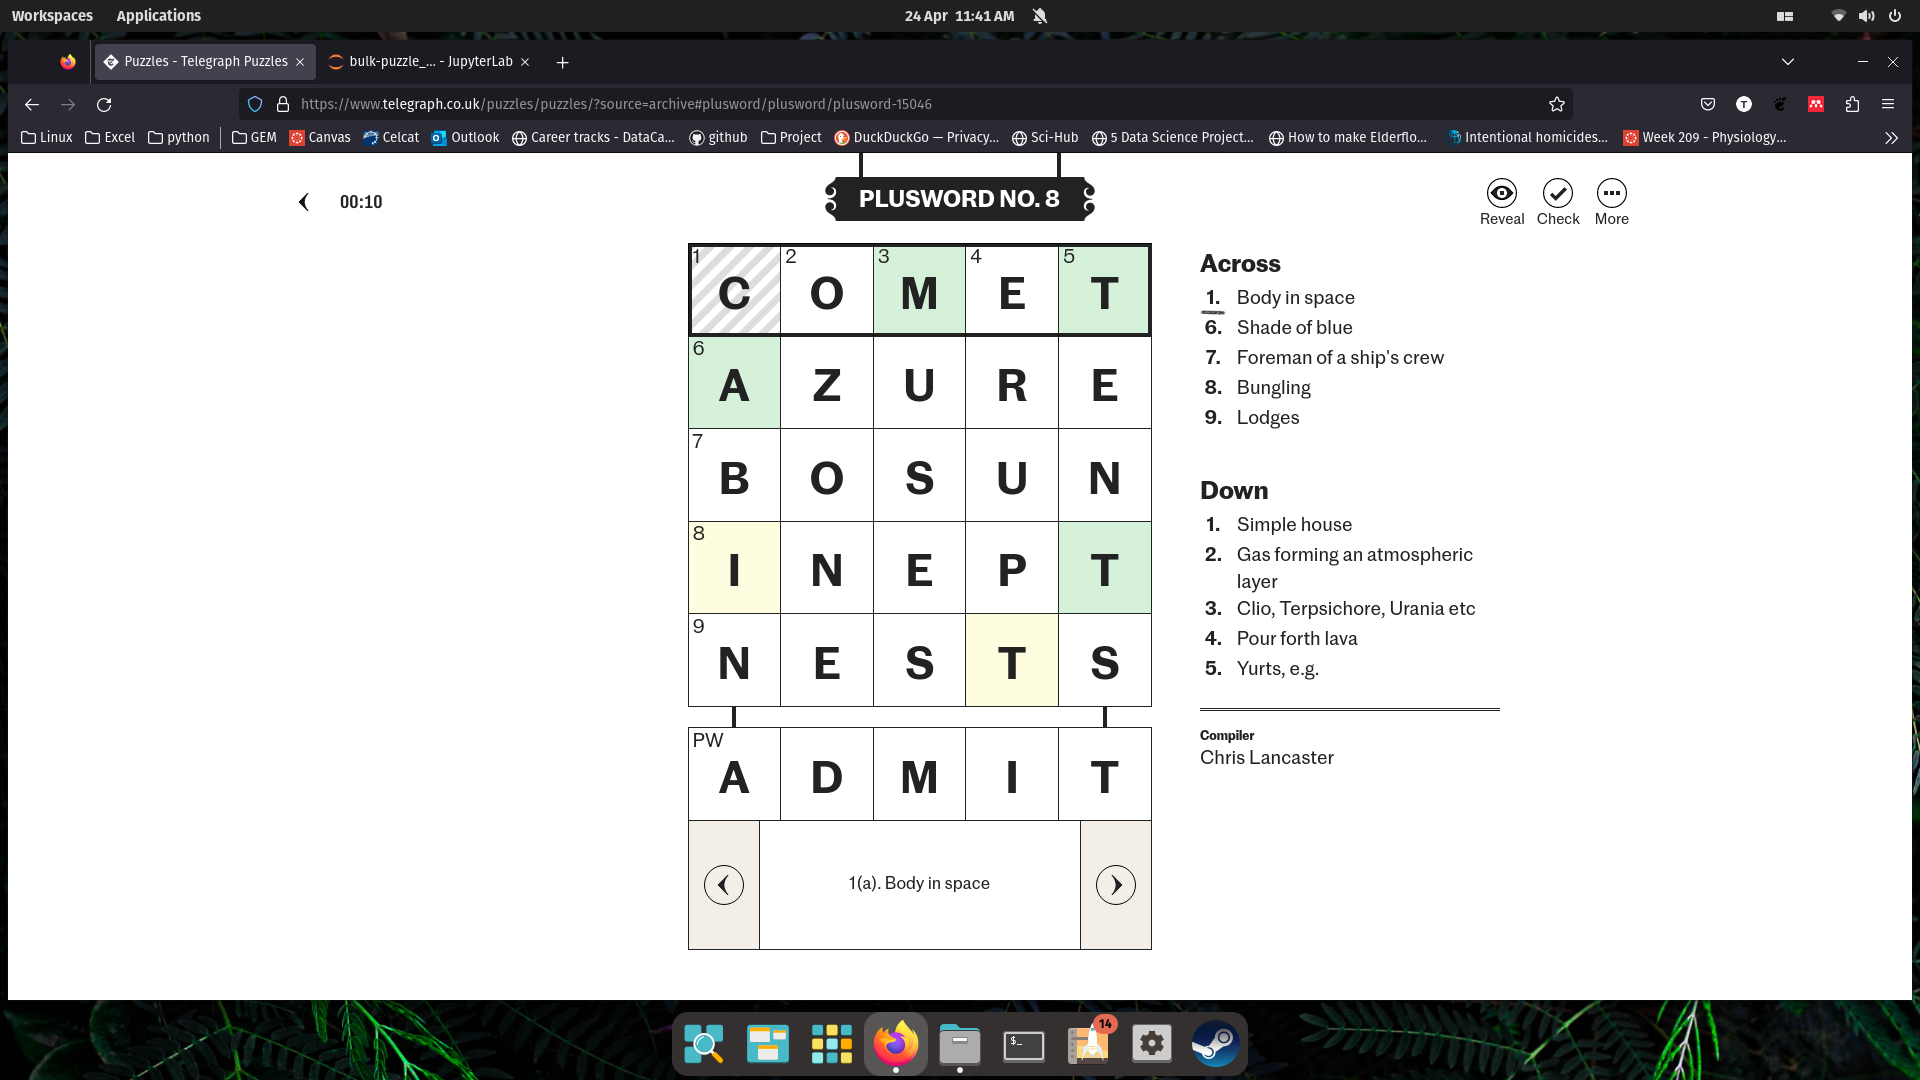 Workspaces Applications 24 Apr 11:41 AM
Puzzles - Telegraph Puzzles bulk-puzzle_... - JupyterLab
https://www.telegraph.co.uk/puzzles/puzzles/?source=archive#plusword/plusword/plusword-15046
Linux Excel python GEM Canvas Celcat Outlook Career tracks - DataCa... github Project DuckDuckGo — Privacy... Sci-Hub 5 Data Science Project... How to make Elderflo... Intentional homicides... Week 209 - Physiology...
00:10
PLUSWORD NO. 8
Reveal Check More
1 C 2 O 3 M 4 E 5 T
6 A Z U R E
7 B O S U N
8 I N E P T
9 N E S T S
PW A D M I T
1(a). Body in space
Across
1. Body in space
6. Shade of blue
7. Foreman of a ship's crew
8. Bungling
9. Lodges
Down
1. Simple house
2. Gas forming an atmospheric
layer
3. Clio, Terpsichore, Urania etc
4. Pour forth lava
5. Yurts, e.g.
Compiler
Chris Lancaster
14